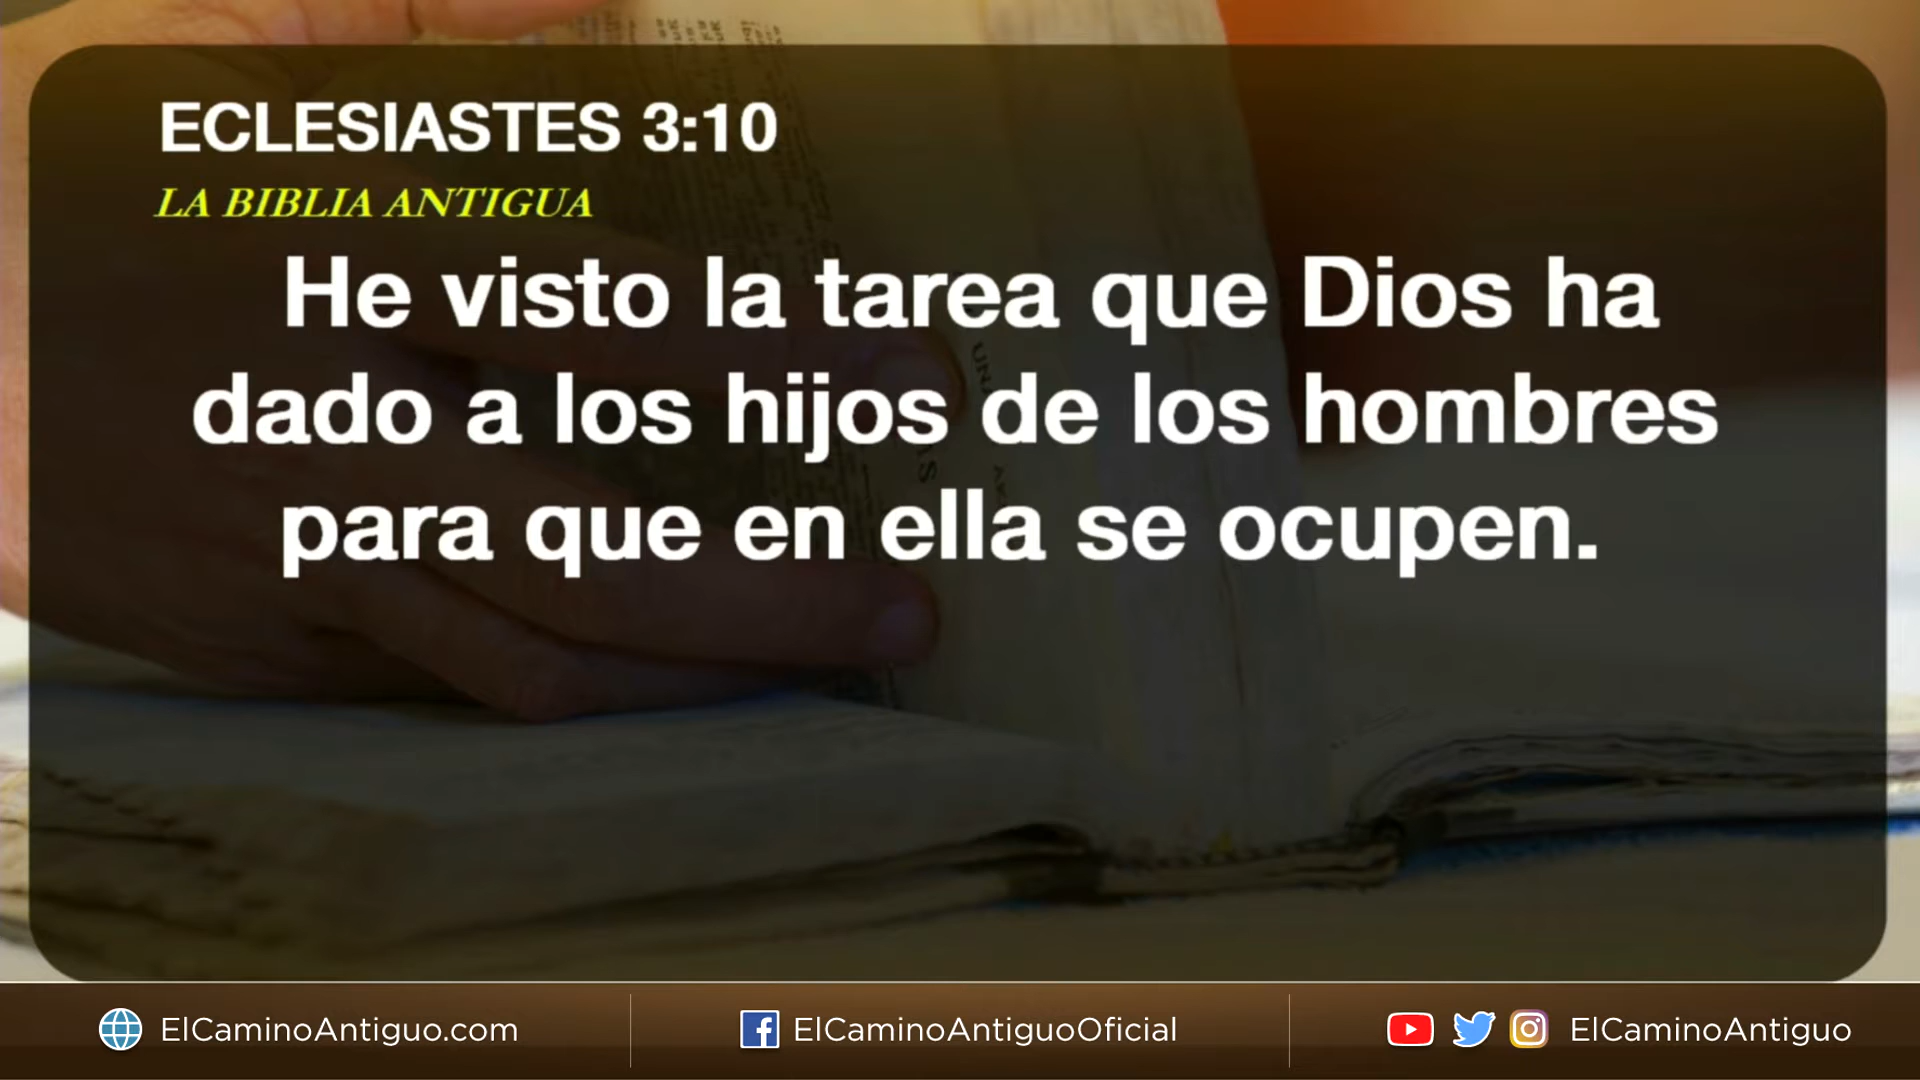 ECLESIASTES 3:10
LA BIBLIA ANTIGUA
He visto la tarea que Dios ha
dado a los hijos de los hombres
para que en ella se ocupen.
ElCaminoAntiguo.com
ElCaminoAntiguoOficial
ElCaminoAntiguo